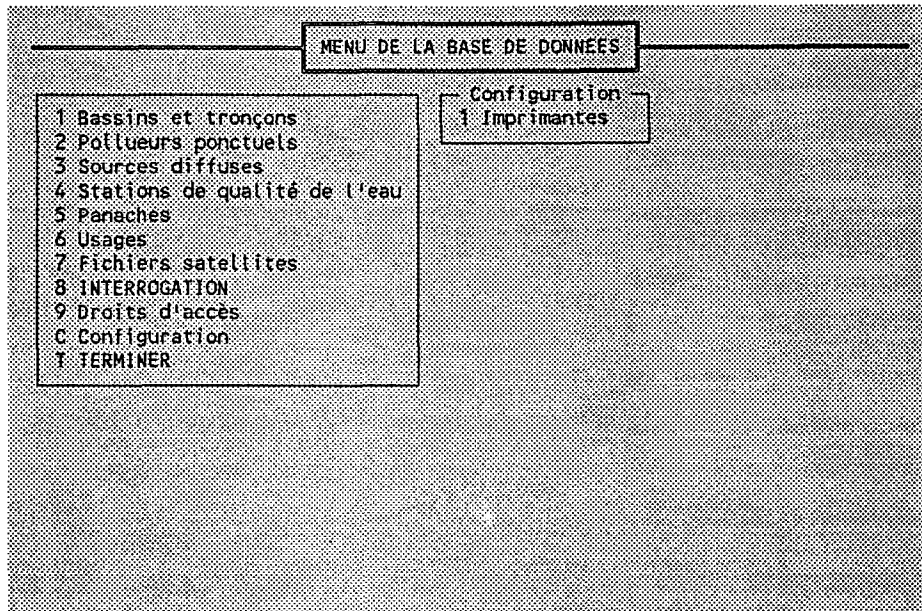 MENU DE LA BASE DE DONNEES
1 Bassins et tronçons
2 Pollueurs ponctuels
3 Sources diffuses
4 Stations de qualité de l'eau
5 Panaches
6 Usages
7 Fichiers satellites
8 INTERROGATION
9 Droits d'accès
C Configuration
T TERMINER
Configuration
1 Imprimantes